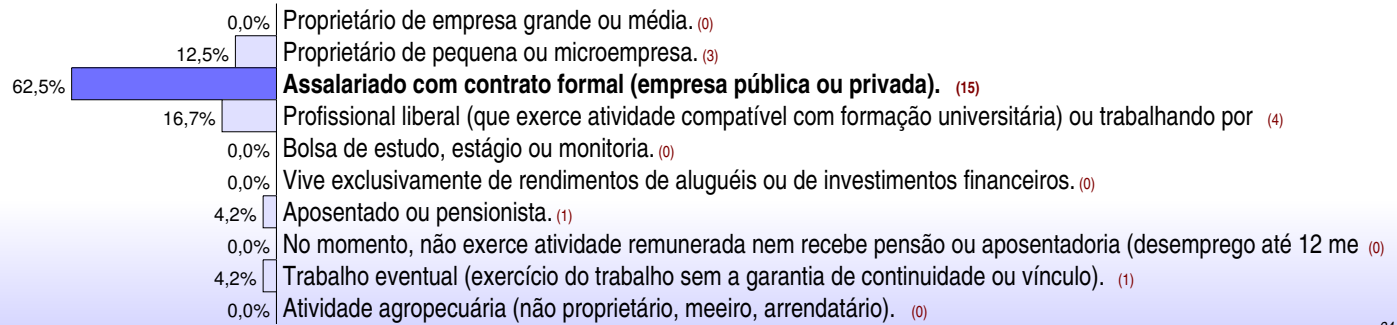 0,0% Proprietário de empresa grande ou média. (0)
12,5% Proprietário de pequena ou microempresa. (3)
62,5% Assalariado com contrato formal (empresa pública ou privada). (15)
16,7% Profissional liberal (que exerce atividade compatível com formação universitária) ou trabalhando por (4)
0,0% Bolsa de estudo, estágio ou monitoria. (0)
0,0% Vive exclusivamente de rendimentos de aluguéis ou de investimentos financeiros. (0)
4,2% Aposentado ou pensionista. (1)
0,0% No momento, não exerce atividade remunerada nem recebe pensão ou aposentadoria (desemprego até 12 me (0)
4,2% Trabalho eventual (exercício do trabalho sem a garantia de continuidade ou vínculo). (1)
0,0% Atividade agropecuária (não proprietário, meeiro, arrendatário). (0)